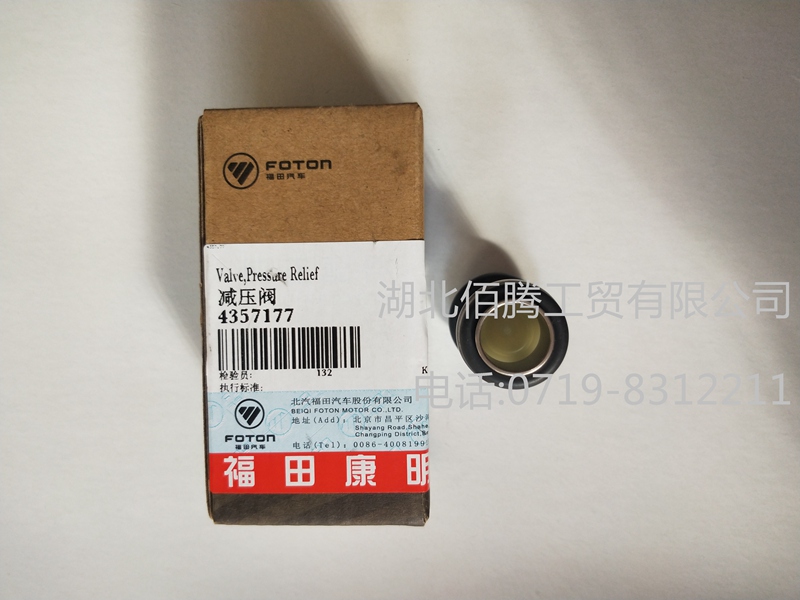 FOTON
福田汽车
Valve,Pressure Relief
减压阀
4357177
检验员: 132 K
执行标准:
北汽福田汽车股份有限公司
BEIQI FOTON MOTOR CO.,LTD.
地址(Add): 北京市昌平区沙
Shayang Road,Shahe
Changping District,
电话(Tel): 0086-4008199
FOTON
福田汽车
福田康明
湖北佰腾工贸有限公司
电话:0719-8312211